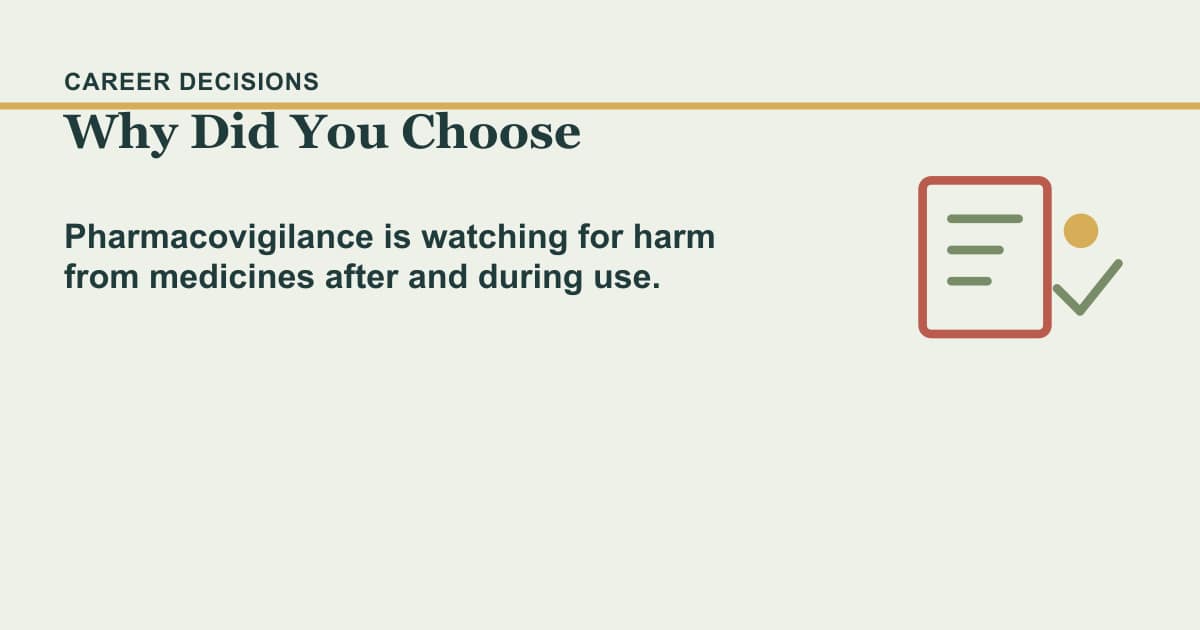 CAREER DECISIONS
Why Did You Choose
Pharmacovigilance is watching for harm
from medicines after and during use.